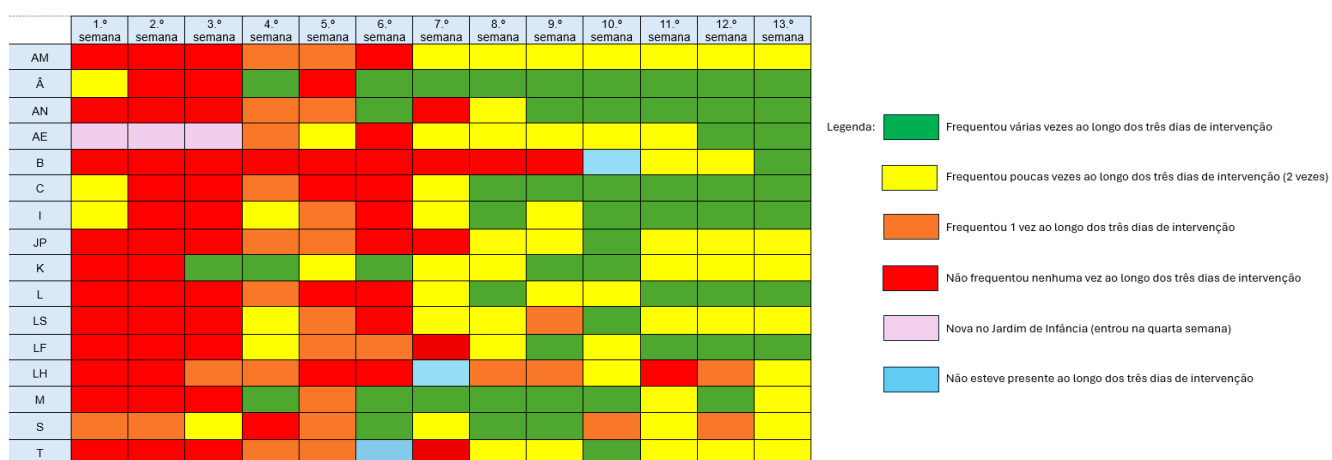 1.º semana 2.º semana 3.º semana 4.º semana 5.º semana 6.º semana 7.º semana 8.º semana 9.º semana 10.º semana 11.º semana 12.º semana 13.º semana
AM
Â
AN
AE
B
C
I
JP
K
L
LS
LF
LH
M
S
T
Legenda:
Frequentou várias vezes ao longo dos três dias de intervenção
Frequentou poucas vezes ao longo dos três dias de intervenção (2 vezes)
Frequentou 1 vez ao longo dos três dias de intervenção
Não frequentou nenhuma vez ao longo dos três dias de intervenção
Nova no Jardim de Infância (entrou na quarta semana)
Não esteve presente ao longo dos três dias de intervenção